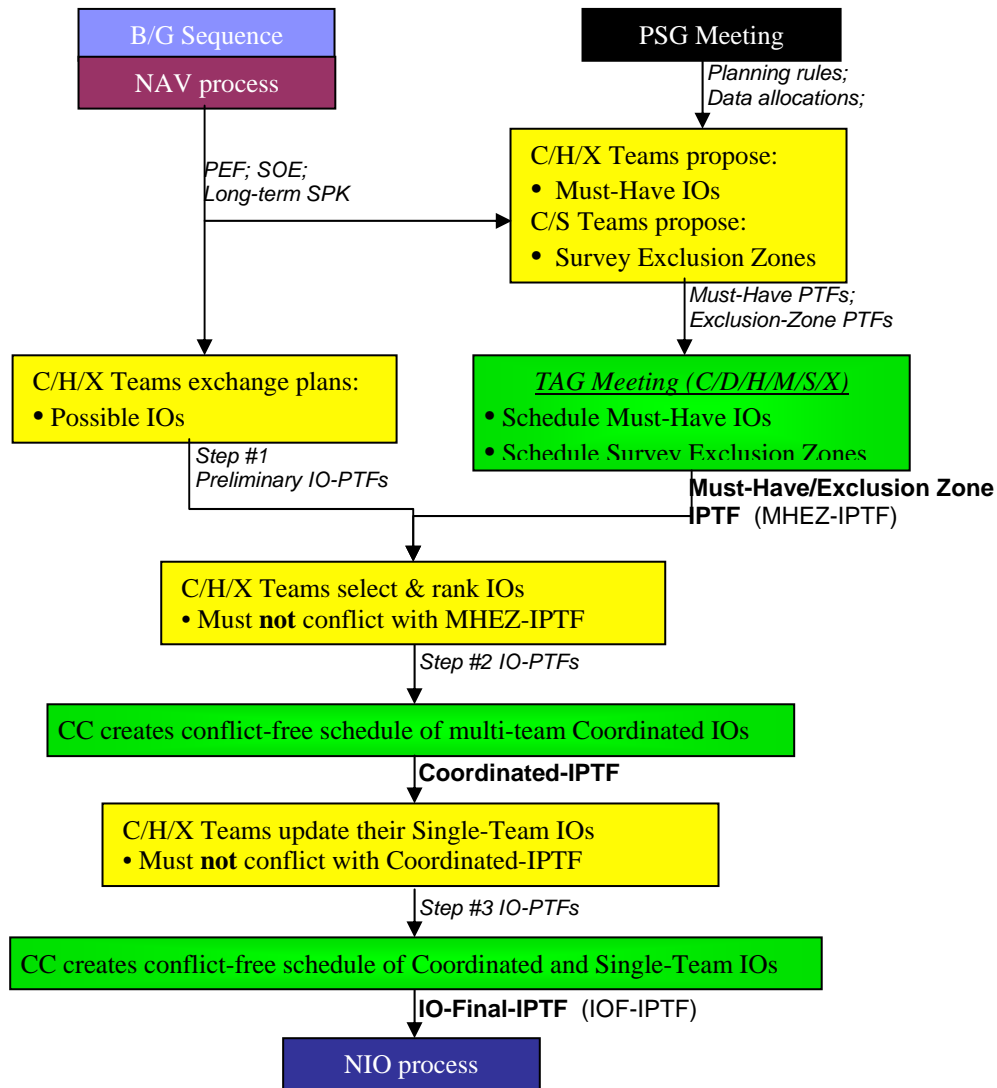 B/G Sequence
NAV process
PSG Meeting
Planning rules;
Data allocations;
PEF; SOE;
Long-term SPK
C/H/X Teams propose:
• Must-Have IOs
C/S Teams propose:
• Survey Exclusion Zones
Must-Have PTFs;
Exclusion-Zone PTFs
C/H/X Teams exchange plans:
• Possible IOs
TAG Meeting (C/D/H/M/S/X)
• Schedule Must-Have IOs
• Schedule Survey Exclusion Zones
Step #1
Preliminary IO-PTFs
Must-Have/Exclusion Zone
IPTF (MHEZ-IPTF)
C/H/X Teams select & rank IOs
• Must not conflict with MHEZ-IPTF
Step #2 IO-PTFs
CC creates conflict-free schedule of multi-team Coordinated IOs
Coordinated-IPTF
C/H/X Teams update their Single-Team IOs
• Must not conflict with Coordinated-IPTF
Step #3 IO-PTFs
CC creates conflict-free schedule of Coordinated and Single-Team IOs
IO-Final-IPTF (IOF-IPTF)
NIO process